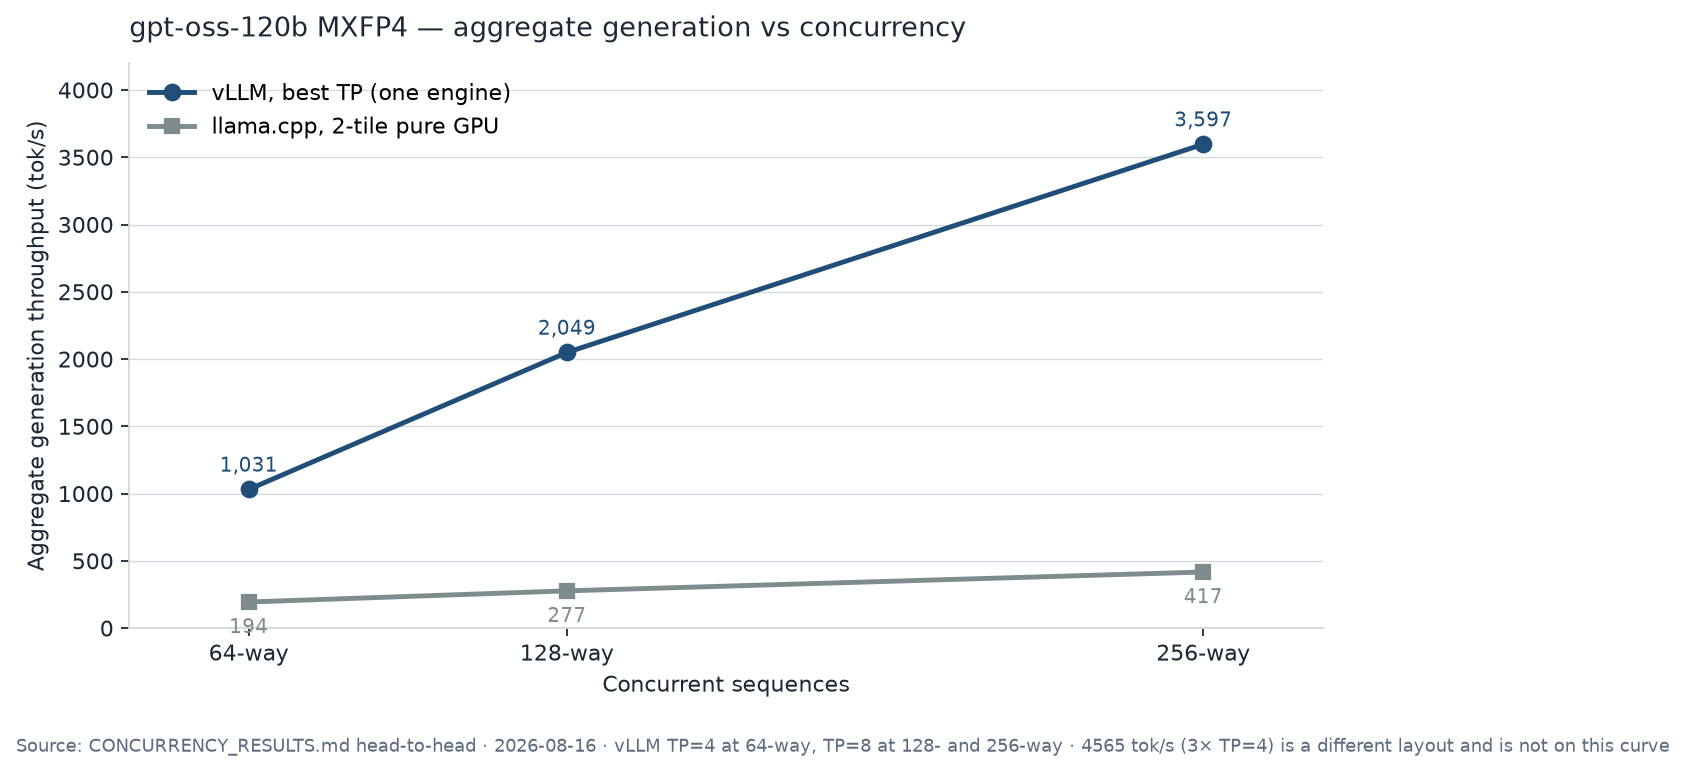 gpt-oss-120b MXFP4 — aggregate generation vs concurrency
vLLM, best TP (one engine)
llama.cpp, 2-tile pure GPU
Aggregate generation throughput (tok/s)
4000
3500
3000
2500
2000
1500
1000
500
0
3,597
2,049
1,031
194
277
417
64-way
128-way
256-way
Concurrent sequences
Source: CONCURRENCY_RESULTS.md head-to-head · 2026-08-16 · vLLM TP=4 at 64-way, TP=8 at 128- and 256-way · 4565 tok/s (3× TP=4) is a different layout and is not on this curve